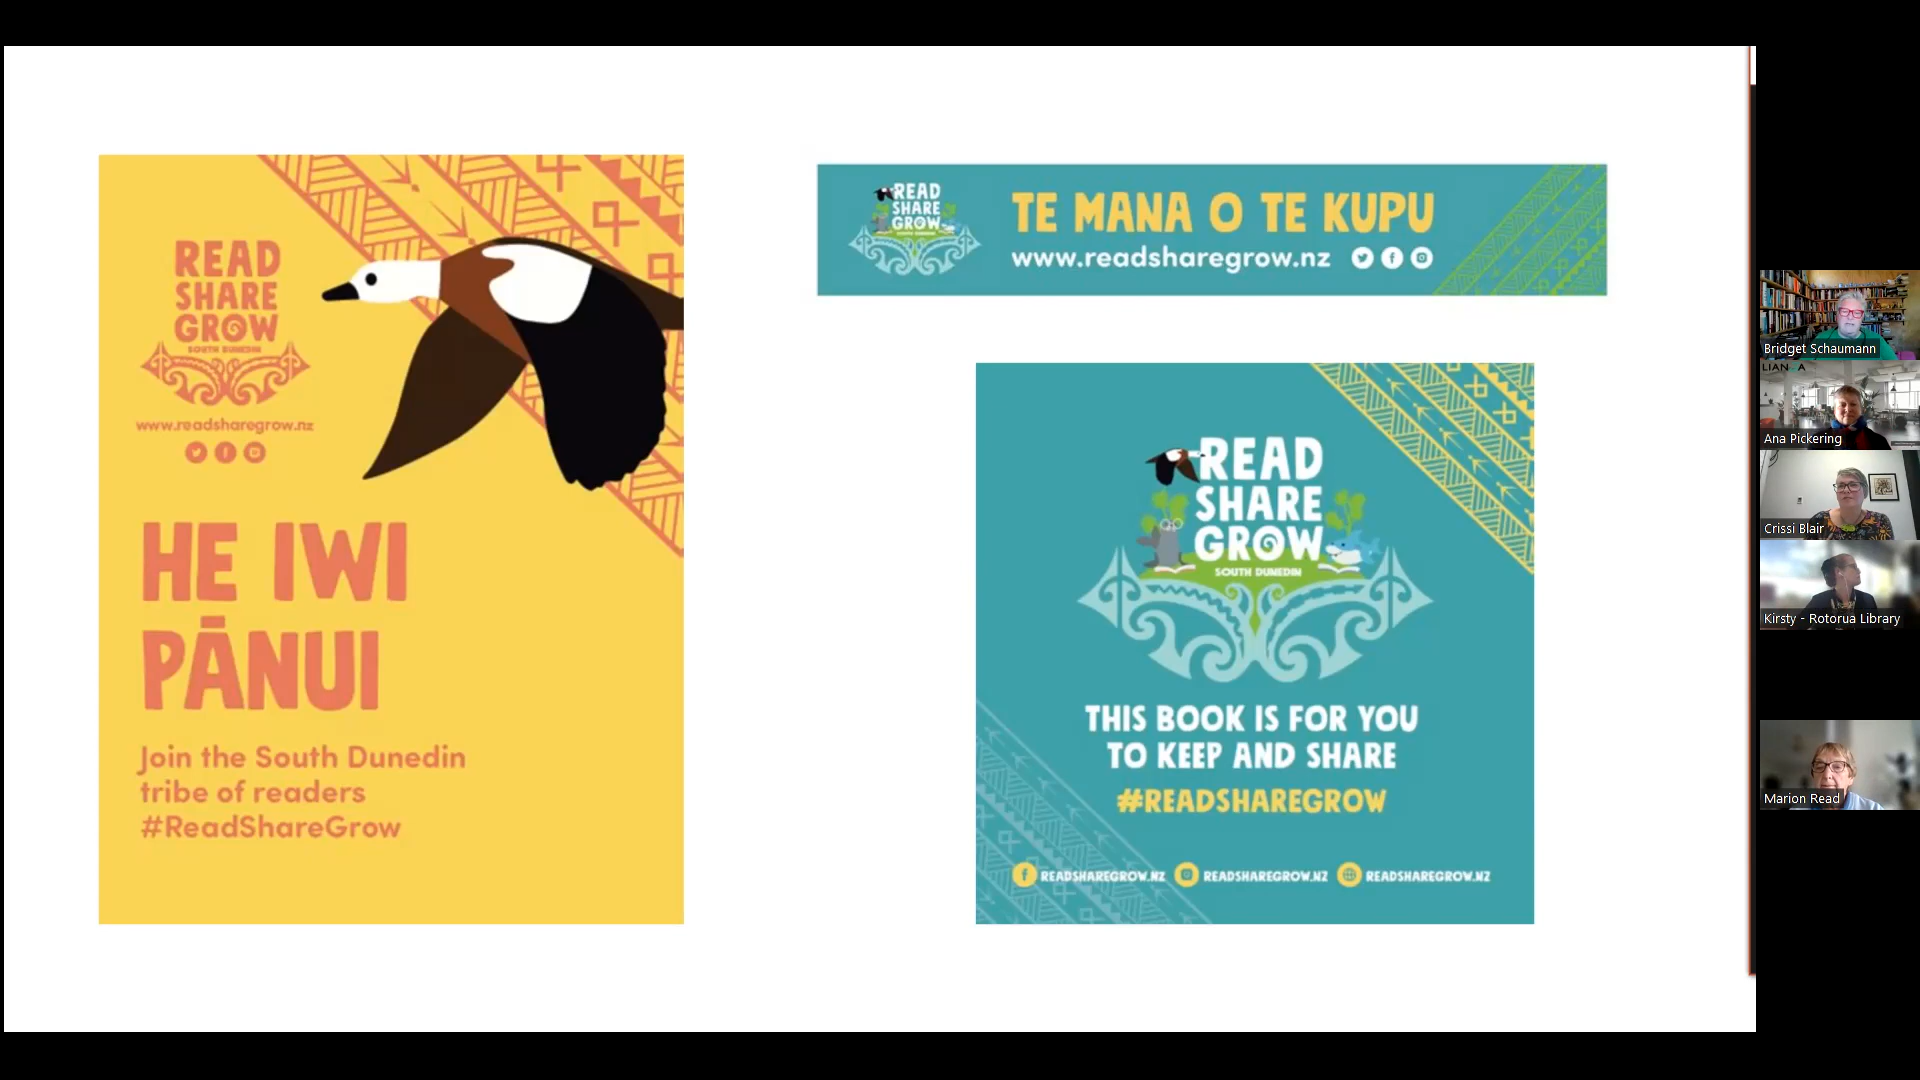 READ
SHARE
GROW
SOUTH DUNEDIN
www.readsharegrow.nz
HE IWI
PĀNUI
Join the South Dunedin
tribe of readers
#ReadShareGrow
READ
SHARE
GROW
SOUTH DUNEDIN
TE MANA O TE KUPU
www.readsharegrow.nz
READ
SHARE
GROW
SOUTH DUNEDIN
THIS BOOK IS FOR YOU
TO KEEP AND SHARE
#READSHAREGROW
READSHAREGROW.NZ READSHAREGROW.NZ READSHAREGROW.NZ
Bridget Schaumann
Ana Pickering
Crissi Blair
Kirsty - Rotorua Library
Marion Read